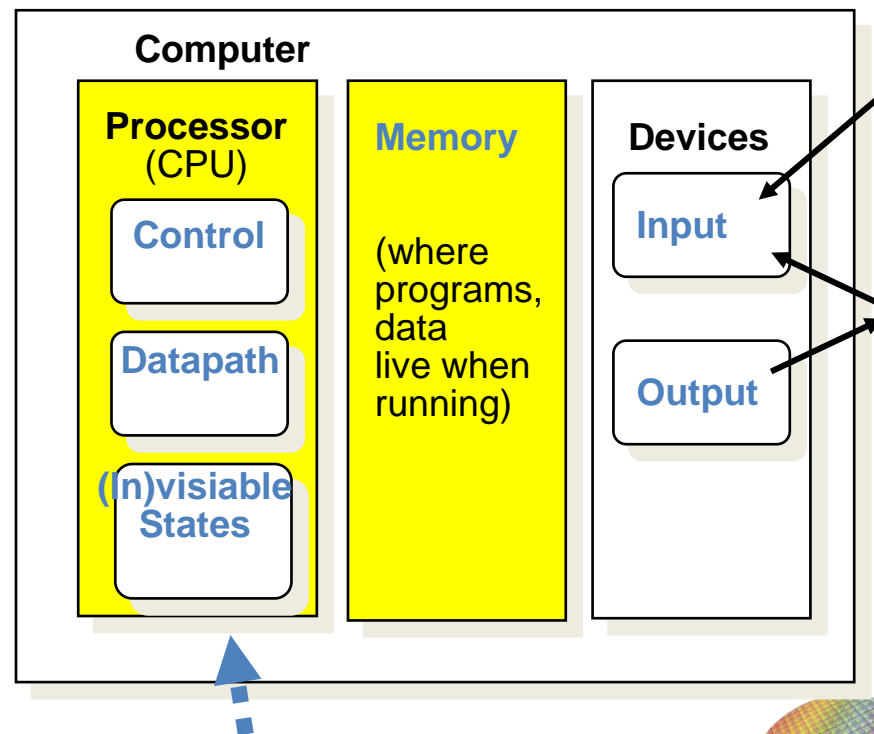 Computer
Processor
(CPU)
Control
Datapath
(In)visiable
States
Memory
(where
programs,
data
live when
running)
Devices
Input
Output